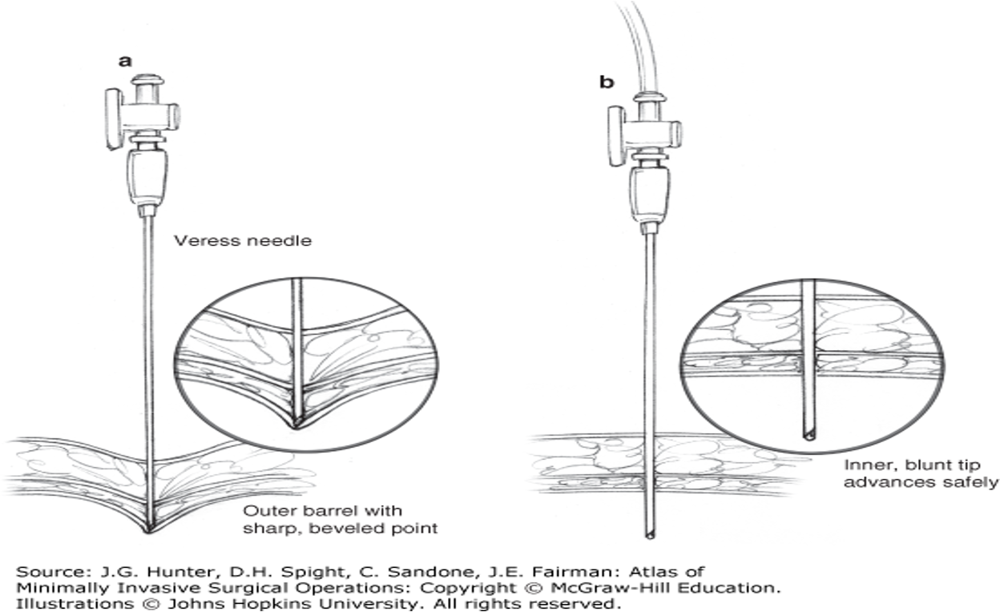 a
b
Veress needle
Inner, blunt tip
advances safely
Outer barrel with
sharp, beveled point
Source: J.G. Hunter, D.H. Spight, C. Sandone, J.E. Fairman: Atlas of
Minimally Invasive Surgical Operations: Copyright © McGraw-Hill Education.
Illustrations © Johns Hopkins University. All rights reserved.